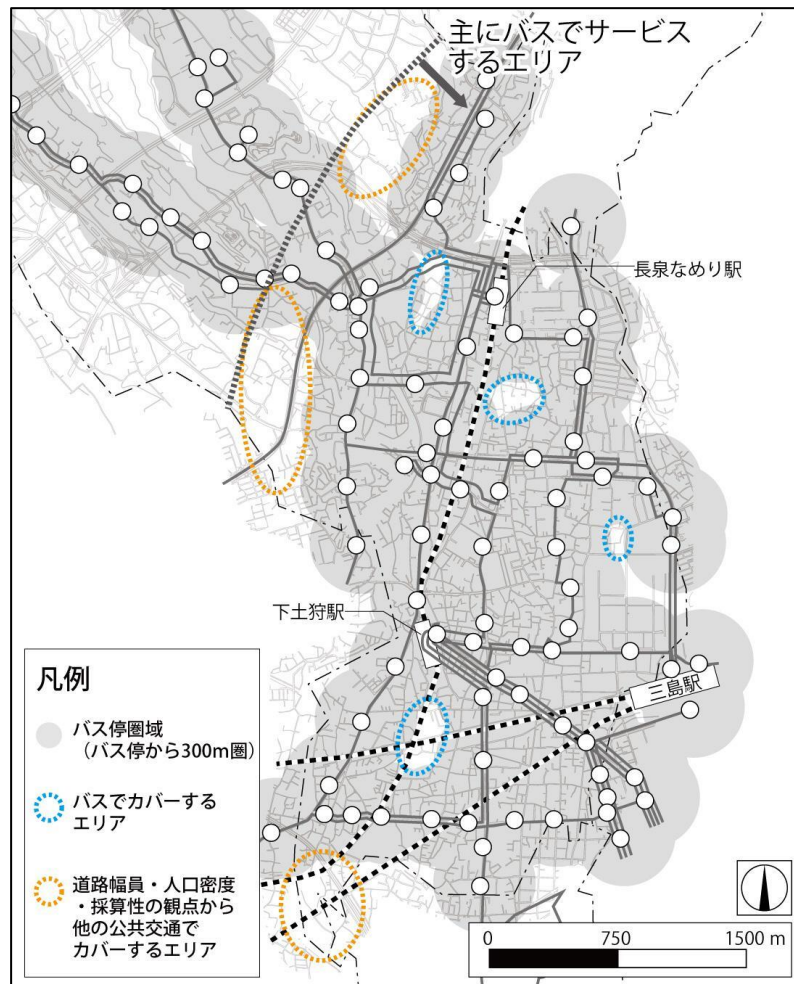 主にバスでサービス
するエリア
長泉なめり駅
下土狩駅
三島駅
凡例
バス停圏域
（バス停から300m圏）
バスでカバーする
エリア
道路幅員・人口密度
・採算性の観点から
他の公共交通で
カバーするエリア
0 750 1500 m